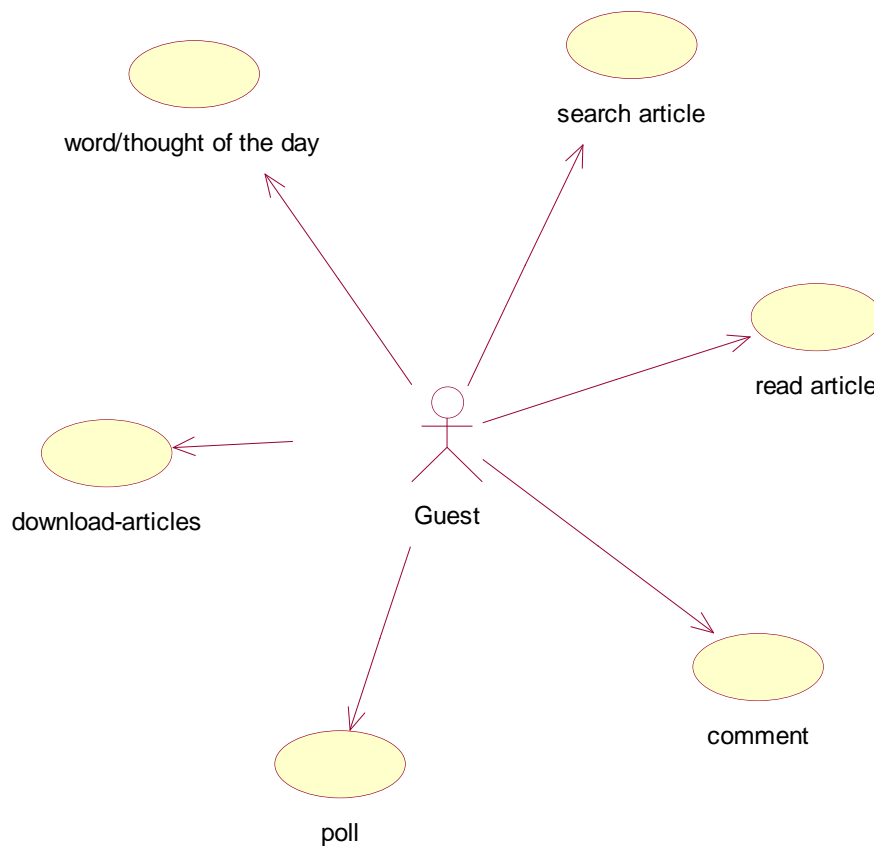 search article
word/thought of the day
read article
download-articles
Guest
comment
poll